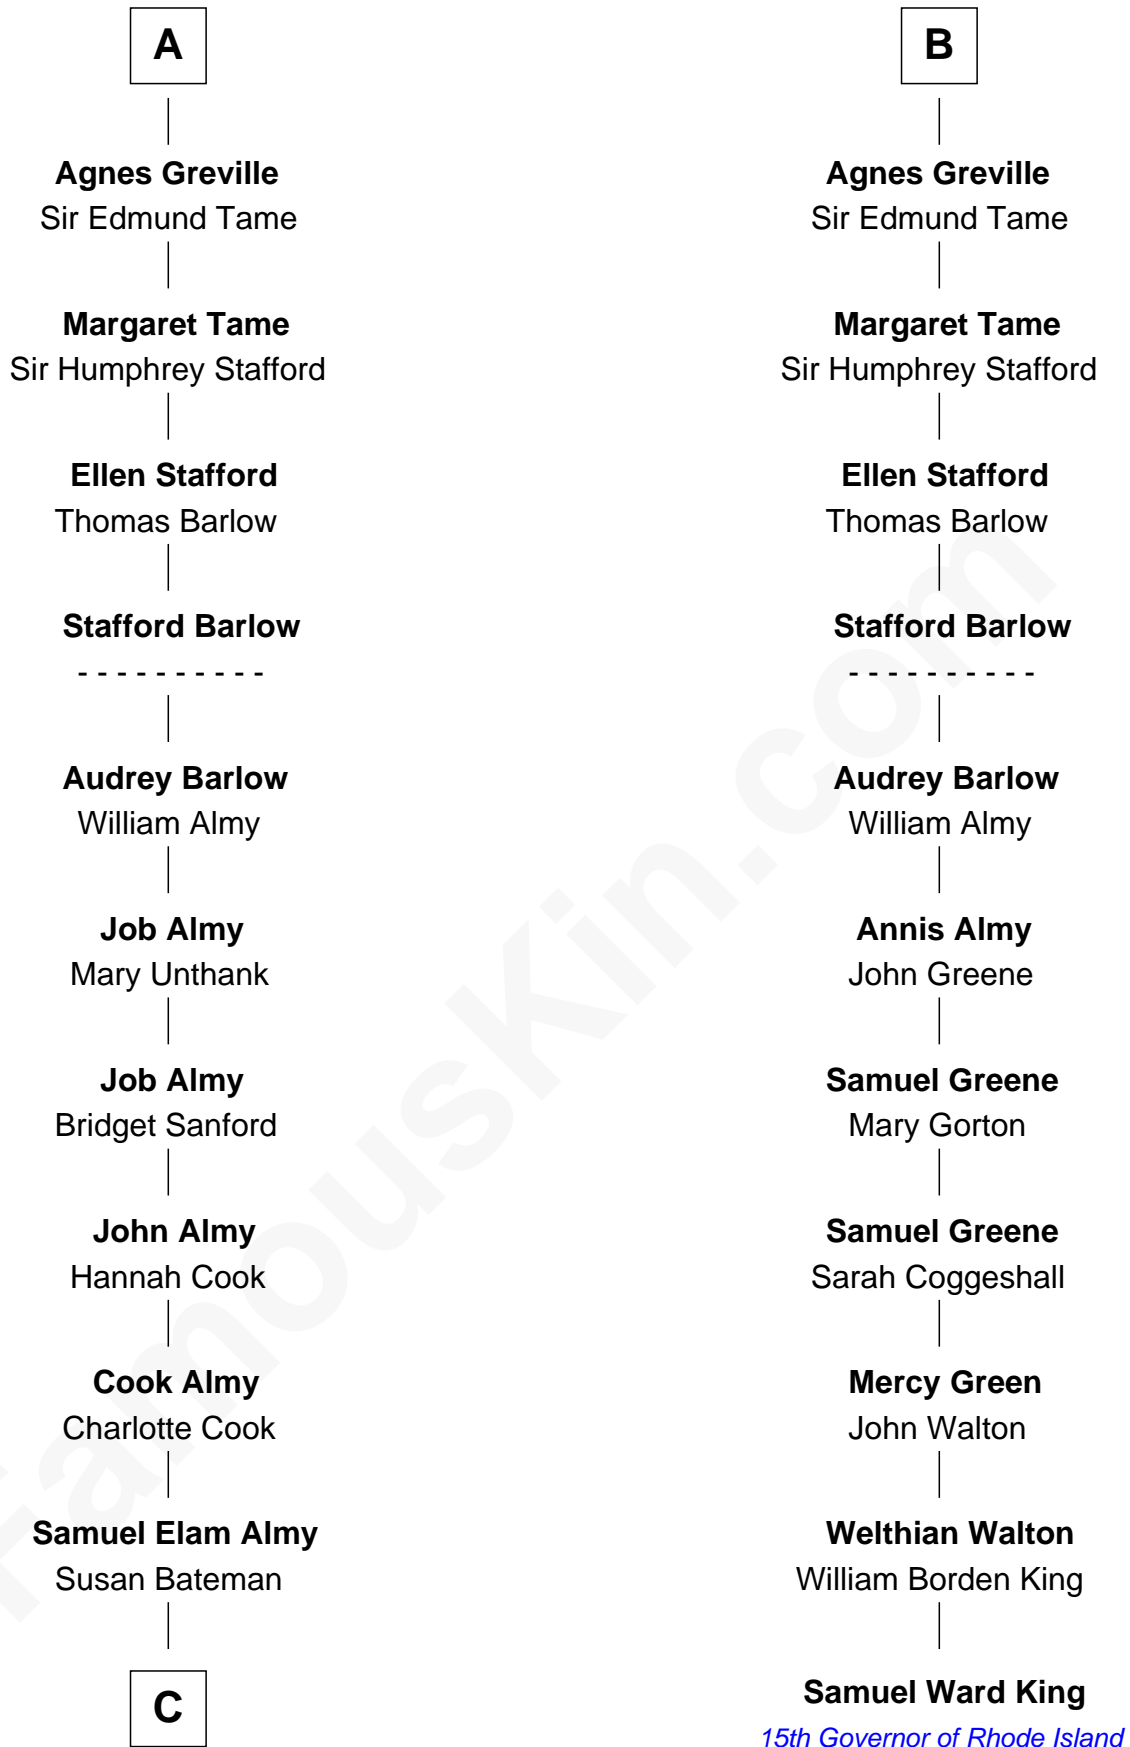 A
Agnes Greville
Sir Edmund Tame
Margaret Tame
Sir Humphrey Stafford
Ellen Stafford
Thomas Barlow
Stafford Barlow
- - - - - - - - - -
Audrey Barlow
William Almy
Job Almy
Mary Unthank
Job Almy
Bridget Sanford
John Almy
Hannah Cook
Cook Almy
Charlotte Cook
Samuel Elam Almy
Susan Bateman
C
B
Agnes Greville
Sir Edmund Tame
Margaret Tame
Sir Humphrey Stafford
Ellen Stafford
Thomas Barlow
Stafford Barlow
- - - - - - - - - -
Audrey Barlow
William Almy
Annis Almy
John Greene
Samuel Greene
Mary Gorton
Samuel Greene
Sarah Coggeshall
Mercy Green
John Walton
Welthian Walton
William Borden King
Samuel Ward King
15th Governor of Rhode Island
FamousKin.com